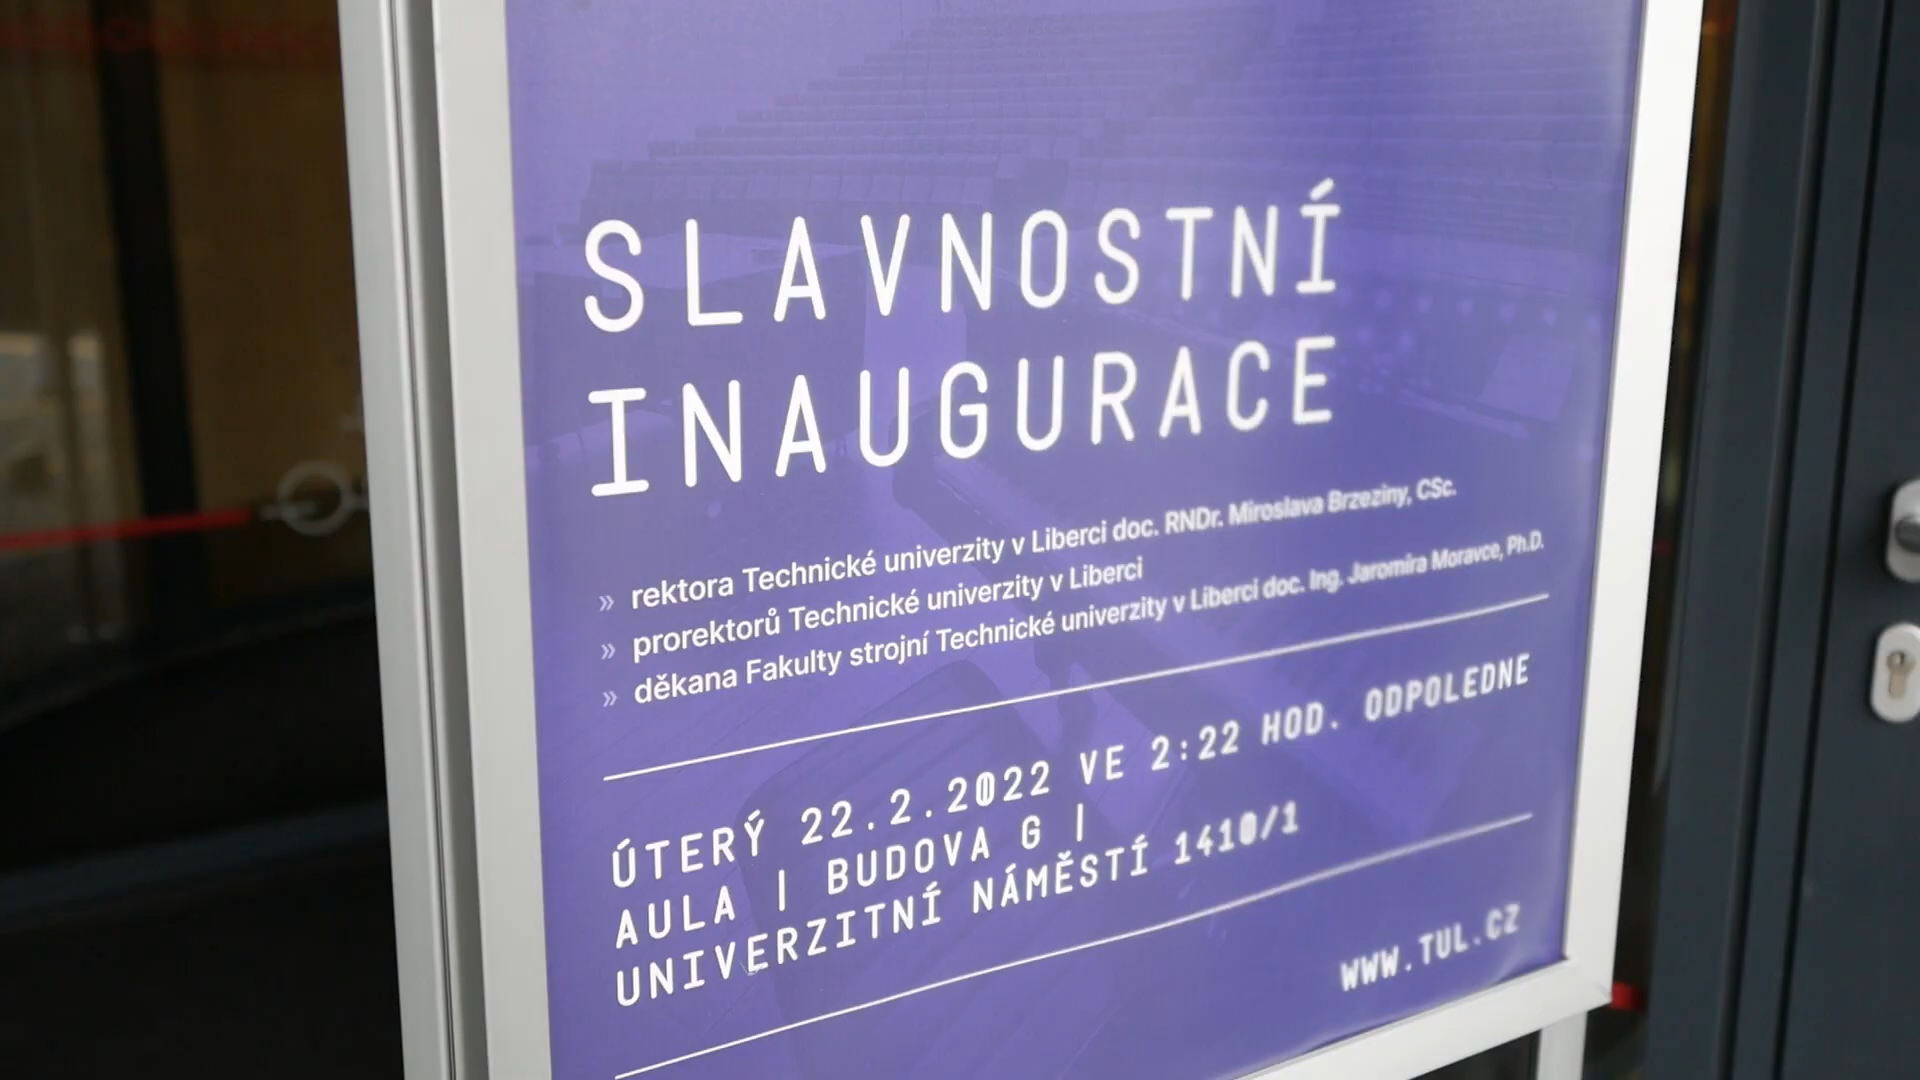 SLAVNOSTNÍ
INAUGURACE
» rektora Technické univerzity v Liberci doc. RNDr. Miroslava Brzeziny, CSc.
» prorektorů Technické univerzity v Liberci
» děkana Fakulty strojní Technické univerzity v Liberci doc. Ing. Jaromíra Moravce, Ph.D.
ÚTERÝ 22.2.2022 VE 2:22 HOD. ODPOLEDNE
AULA | BUDOVA G |
UNIVERZITNÍ NÁMĚSTÍ 1410/1
WWW.TUL.CZ